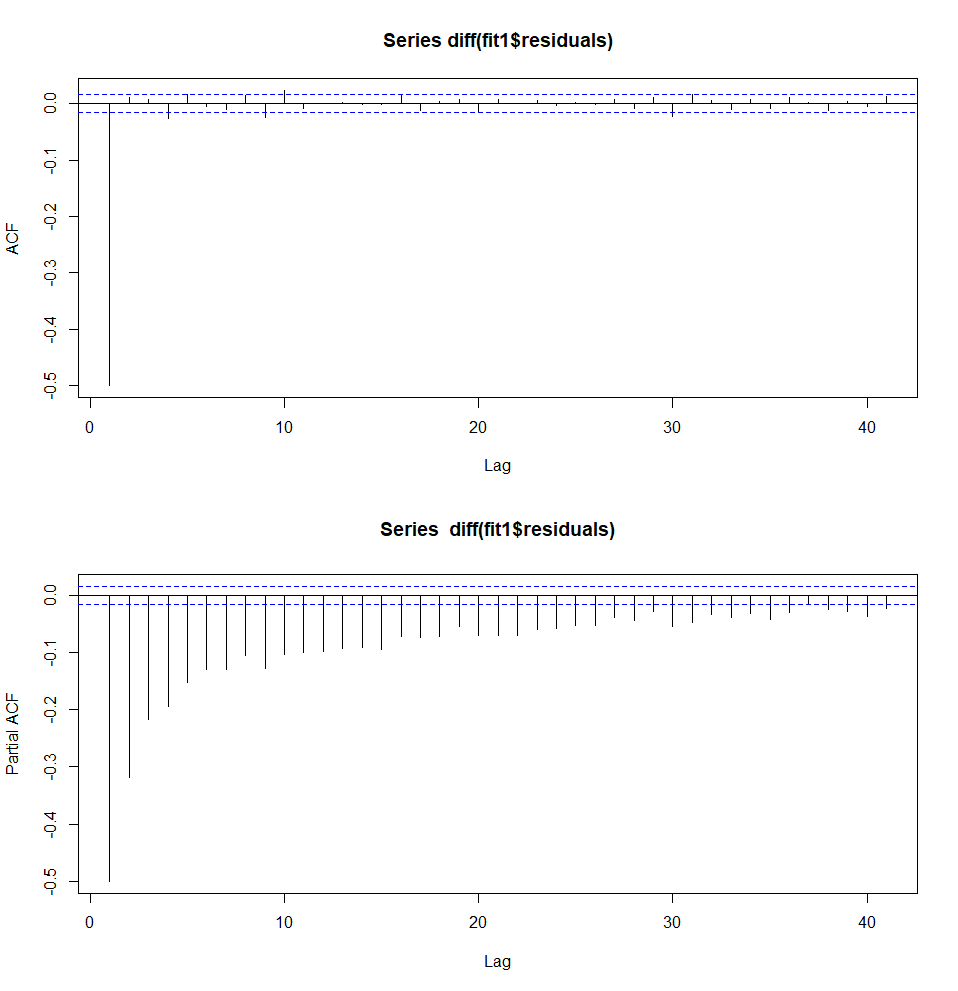 Series diff(fit1$residuals)
ACF
0.0
-0.1
-0.2
-0.3
-0.4
-0.5
0 10 20 30 40
Lag
Series  diff(fit1$residuals)
Partial ACF
0.0
-0.1
-0.2
-0.3
-0.4
-0.5
0 10 20 30 40
Lag